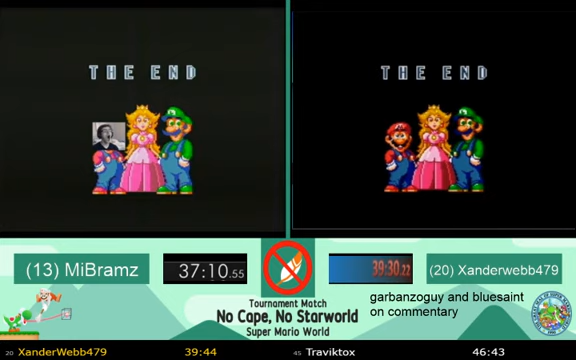 THE END
THE END
(13) MiBramz
37:10.55
39:30.22
(20) Xanderwebb479
Tournament Match
No Cape, No Starworld
Super Mario World
garbanzoguy and bluesaint
on commentary
20 XanderWebb479 39:44 45 Traviktox 46:43